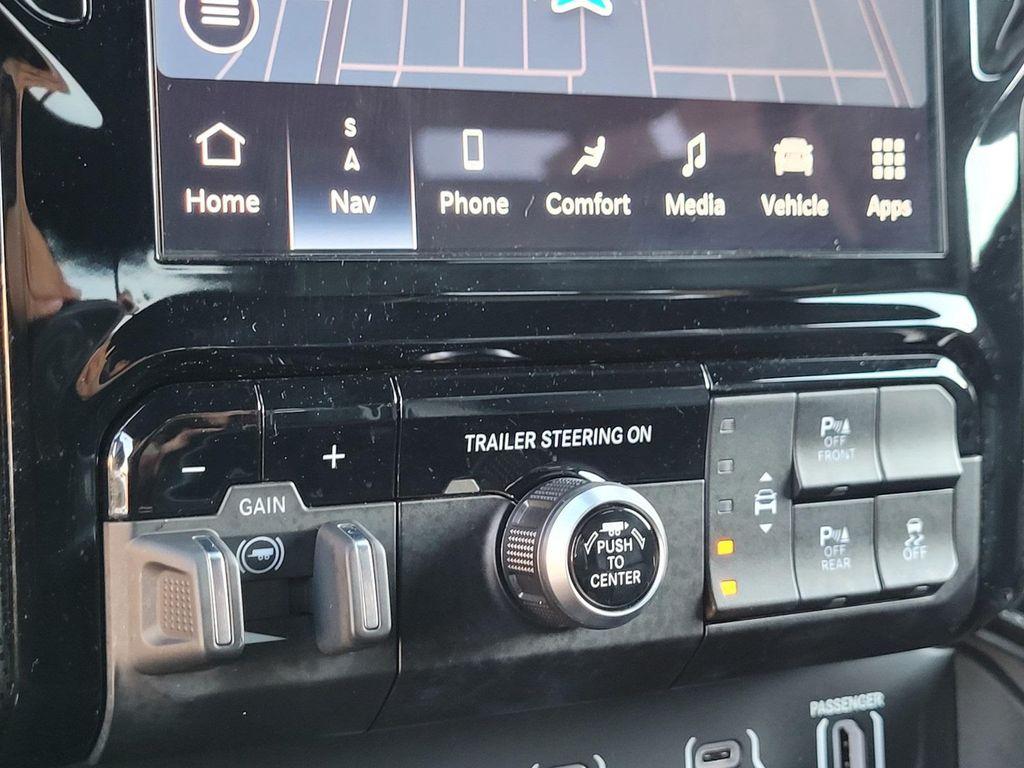 S
A
Home
Nav
Phone
Comfort
Media
Vehicle
Apps
−
+
GAIN
TRAILER STEERING ON
PUSH
TO
CENTER
P
OFF
FRONT
P
OFF
REAR
OFF
PASSENGER